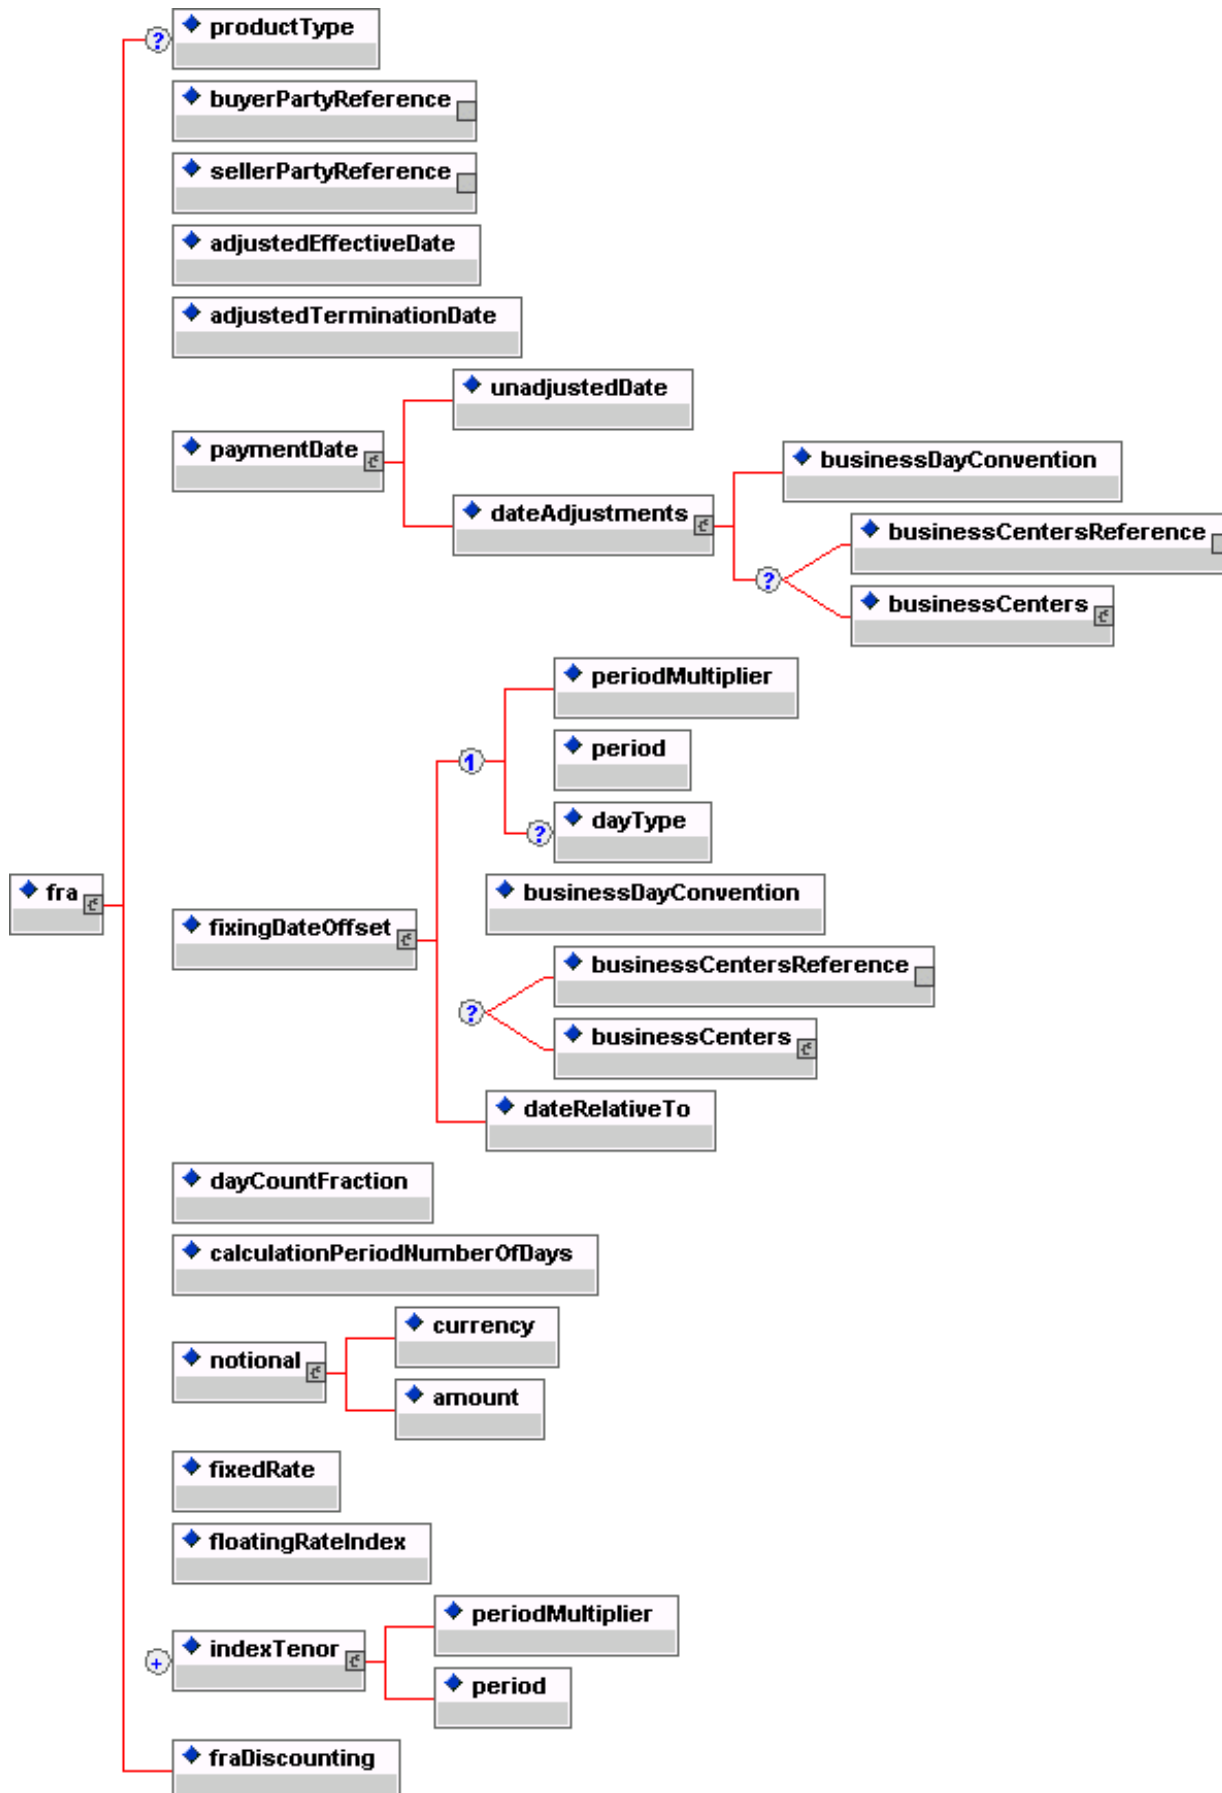 ?
productType
buyerPartyReference
sellerPartyReference
adjustedEffectiveDate
adjustedTerminationDate
unadjustedDate
paymentDate
businessDayConvention
dateAdjustments
businessCentersReference
?
businessCenters
periodMultiplier
1
period
?
dayType
fra
businessDayConvention
fixingDateOffset
businessCentersReference
?
businessCenters
dateRelativeTo
dayCountFraction
calculationPeriodNumberOfDays
currency
notional
amount
fixedRate
floatingRateIndex
periodMultiplier
+
indexTenor
period
fraDiscounting